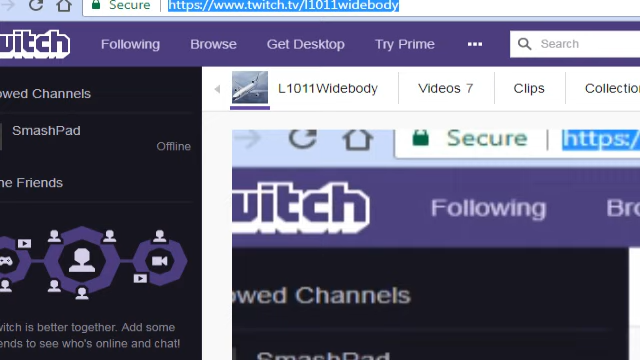 Secure https://www.twitch.tv/l1011widebody
witch Following Browse Get Desktop Try Prime Search
owed Channels
L1011Widebody Videos 7 Clips Collection
SmashPad
Offline
ne Friends
witch is better together. Add some
ends to see who's online and chat!
Secure https:/
witch Following Bro
owed Channels
SmashPad